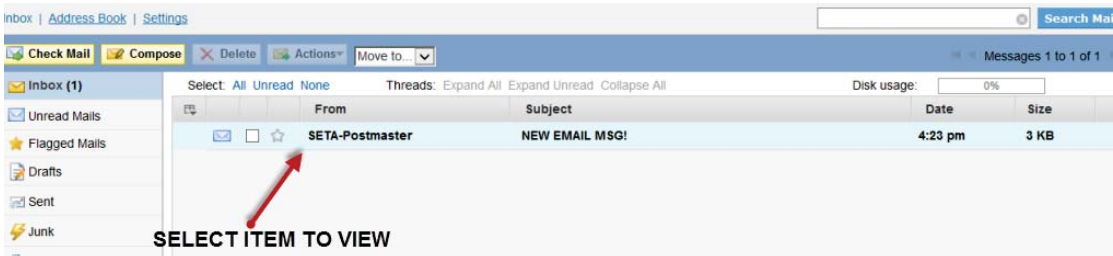 Inbox | Address Book | Settings
Search Mai
Check Mail Compose Delete Actions Move to... Messages 1 to 1 of 1
Inbox (1) Select: All Unread None Threads: Expand All Expand Unread Collapse All Disk usage: 0%
From Subject Date Size
Unread Mails
SETA-Postmaster NEW EMAIL MSG! 4:23 pm 3 KB
Flagged Mails
Drafts
Sent
Junk
SELECT ITEM TO VIEW